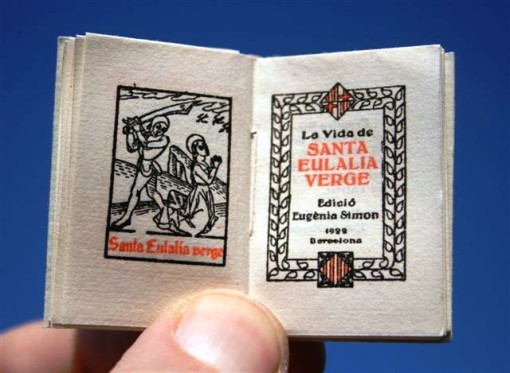 Santa Eulalia verge
La Vida de
SANTA
EULALIA
VERGE
Edició
Eugènia Simon
1922
Barcelona